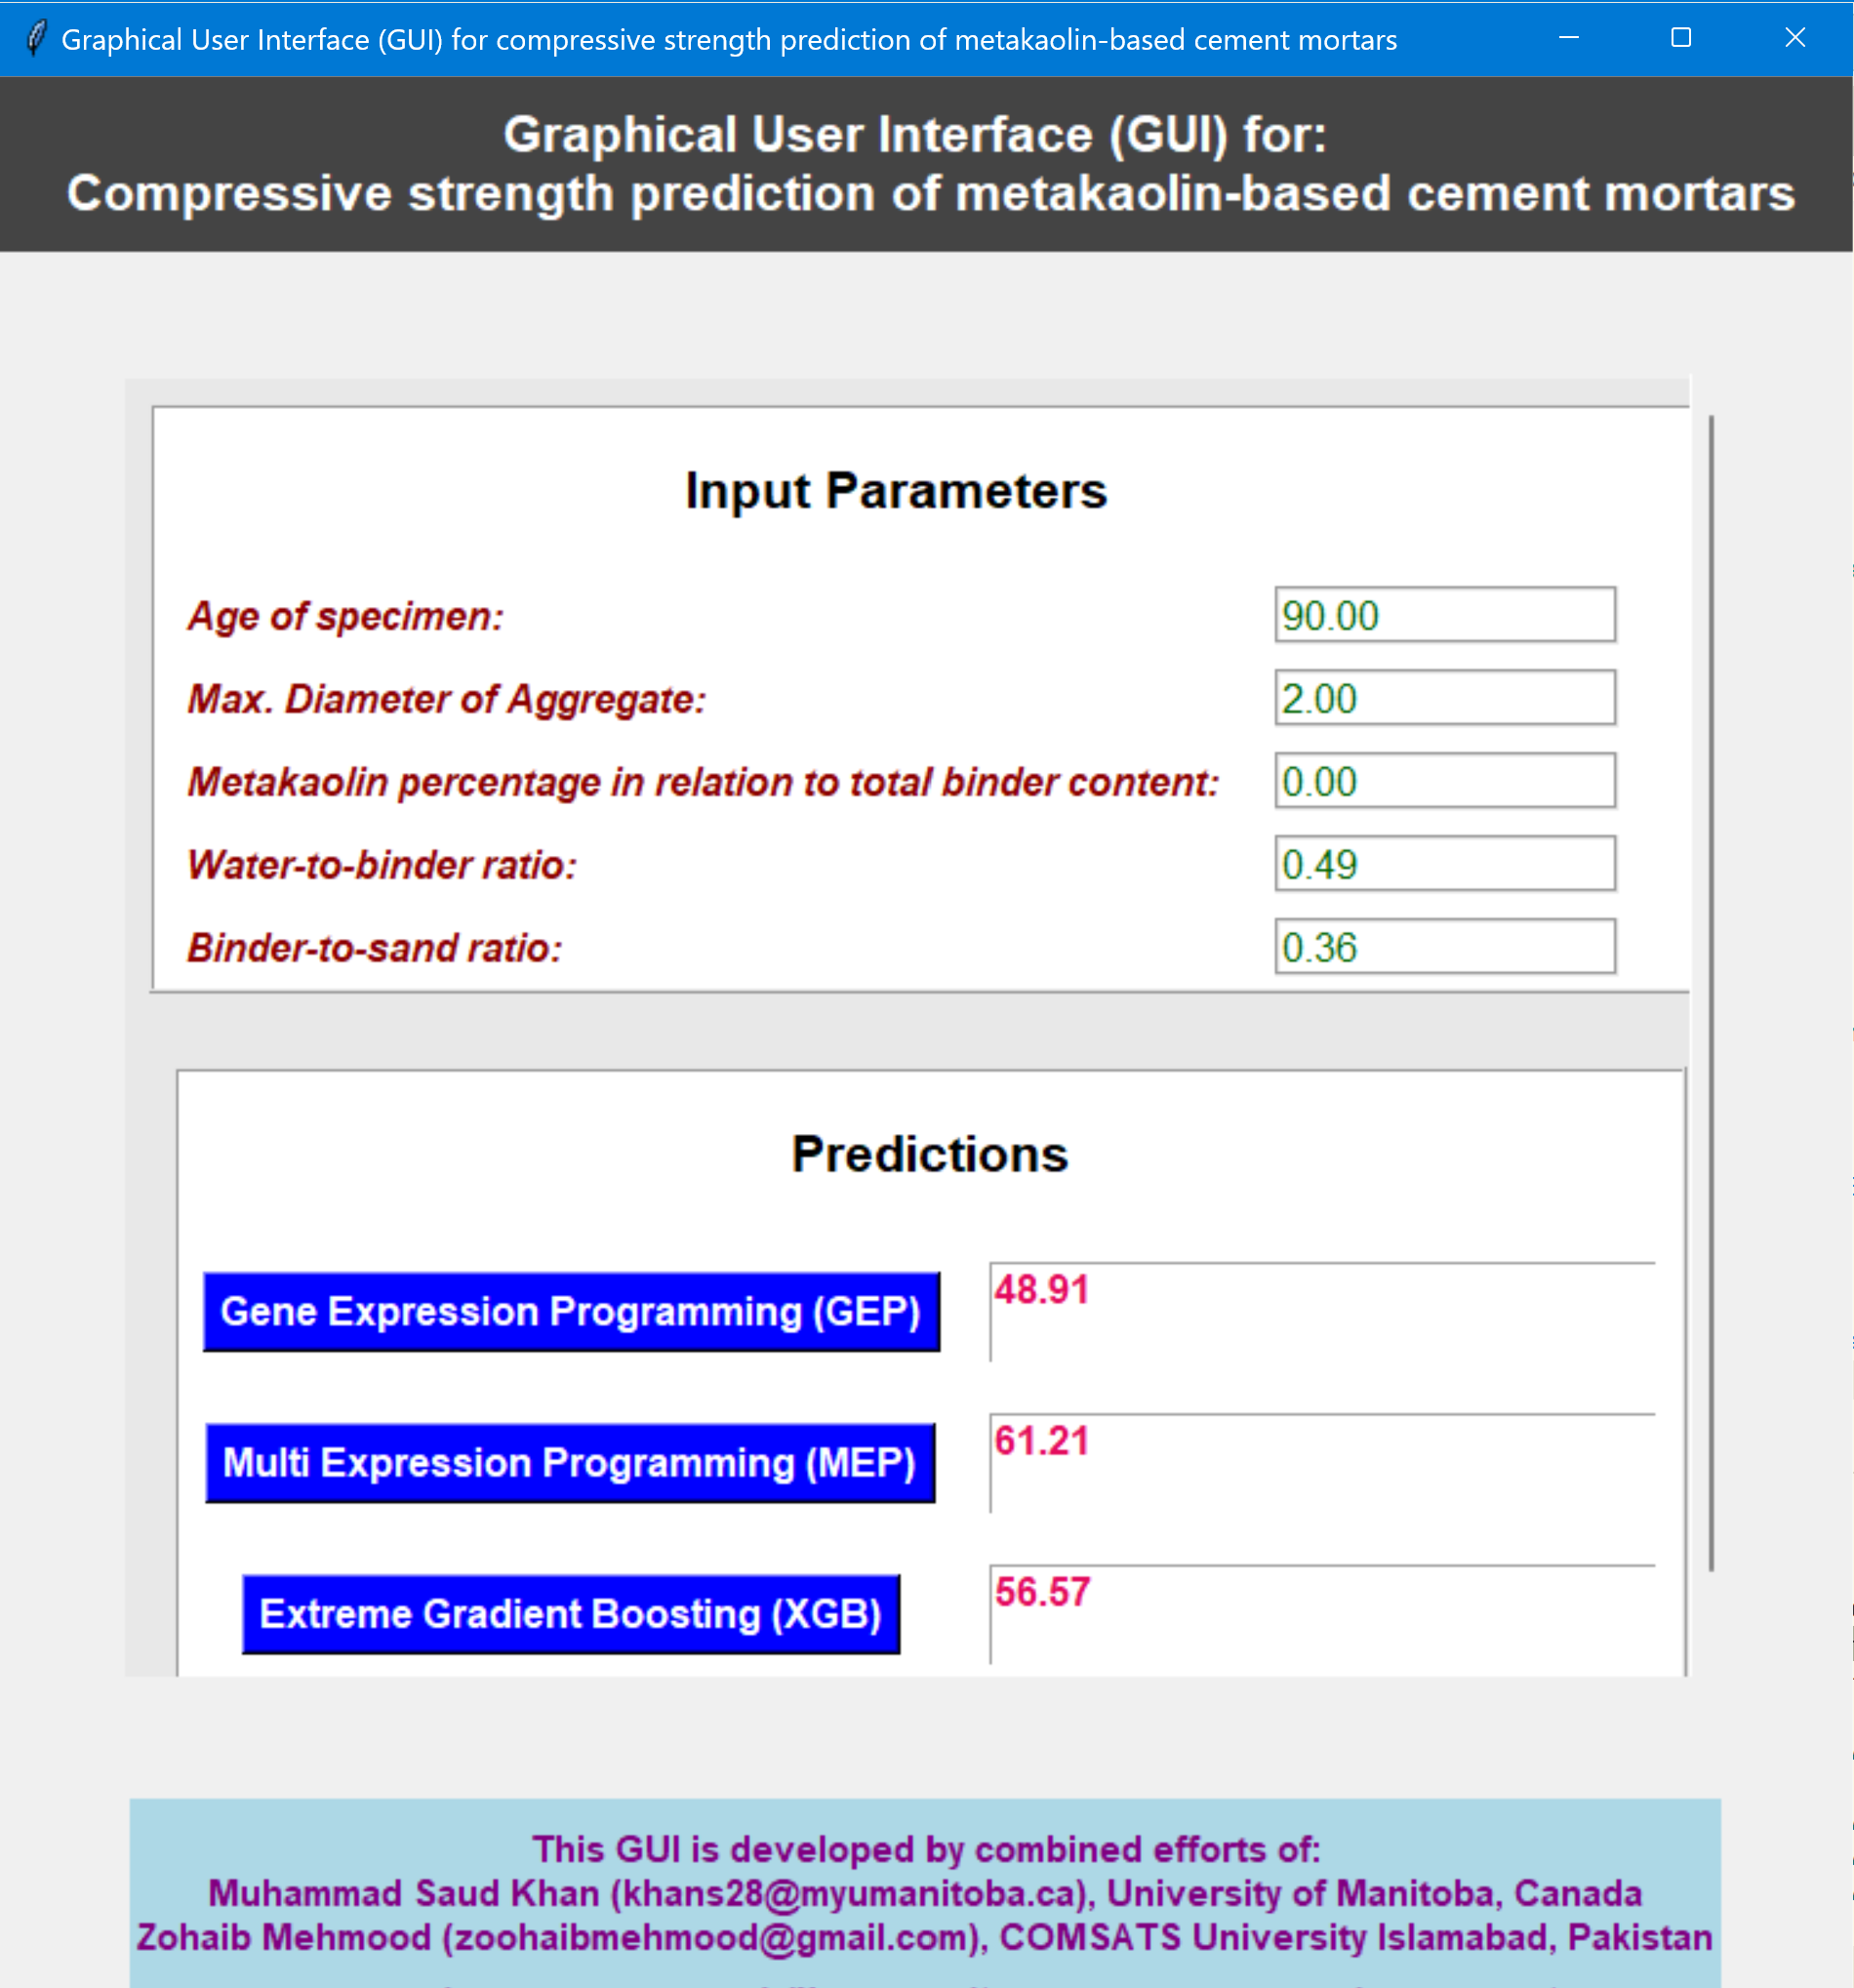 Graphical User Interface (GUI) for compressive strength prediction of metakaolin-based cement mortars
Graphical User Interface (GUI) for:
Compressive strength prediction of metakaolin-based cement mortars
Input Parameters
Age of specimen: 90.00
Max. Diameter of Aggregate: 2.00
Metakaolin percentage in relation to total binder content: 0.00
Water-to-binder ratio: 0.49
Binder-to-sand ratio: 0.36
Predictions
Gene Expression Programming (GEP) 48.91
Multi Expression Programming (MEP) 61.21
Extreme Gradient Boosting (XGB) 56.57
This GUI is developed by combined efforts of:
Muhammad Saud Khan (khans28@myumanitoba.ca), University of Manitoba, Canada
Zohaib Mehmood (zoohaibmehmood@gmail.com), COMSATS University Islamabad, Pakistan